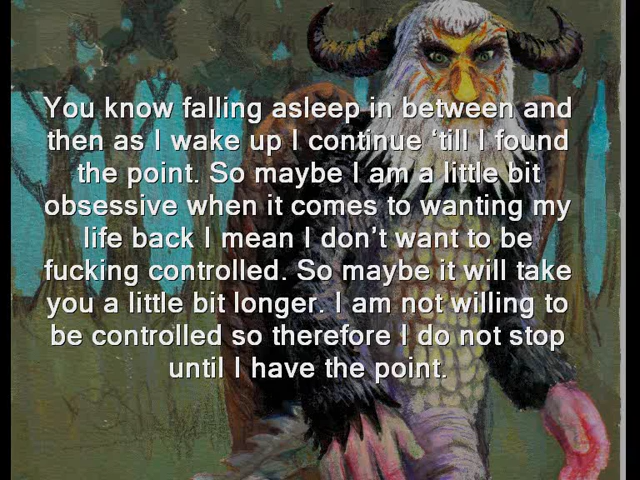 You know falling asleep in between and
then as I wake up I continue ‘till I found
the point. So maybe I am a little bit
obsessive when it comes to wanting my
life back I mean I don’t want to be
fucking controlled. So maybe it will take
you a little bit longer. I am not willing to
be controlled so therefore I do not stop
until I have the point.